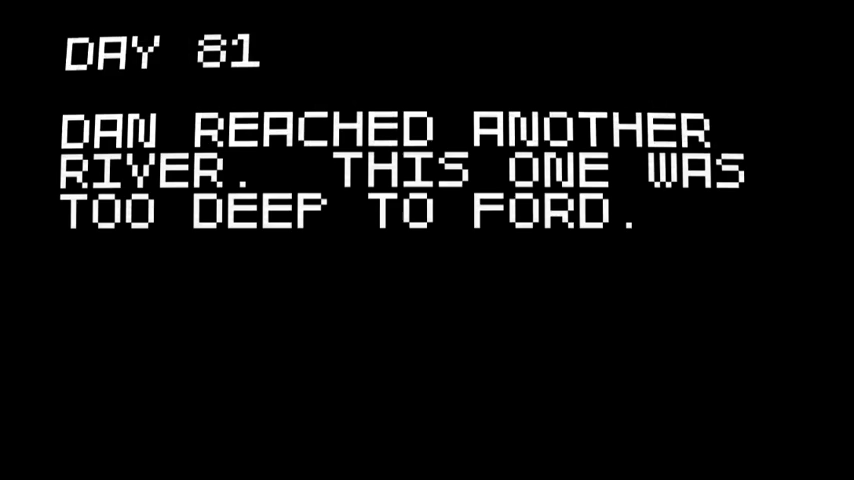 DAY 81
DAN REACHED ANOTHER
RIVER. THIS ONE WAS
TOO DEEP TO FORD.